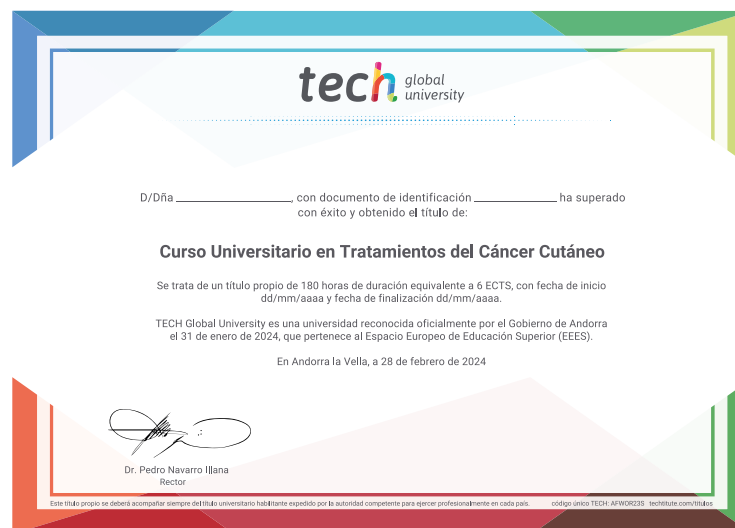 tech global university
D/Dña ____________, con documento de identificación ____________ ha superado
con éxito y obtenido el título de:
Curso Universitario en Tratamientos del Cáncer Cutáneo
Se trata de un título propio de 180 horas de duración equivalente a 6 ECTS, con fecha de inicio
dd/mm/aaaa y fecha de finalización dd/mm/aaaa.
TECH Global University es una universidad reconocida oficialmente por el Gobierno de Andorra
el 31 de enero de 2024, que pertenece al Espacio Europeo de Educación Superior (EEES).
En Andorra la Vella, a 28 de febrero de 2024
Dr. Pedro Navarro Illana
Rector
Este título propio se deberá acompañar siempre del título universitario habilitante expedido por la autoridad competente para ejercer profesionalmente en cada país. código único TECH: AFWOR23S techtitute.com/titulos